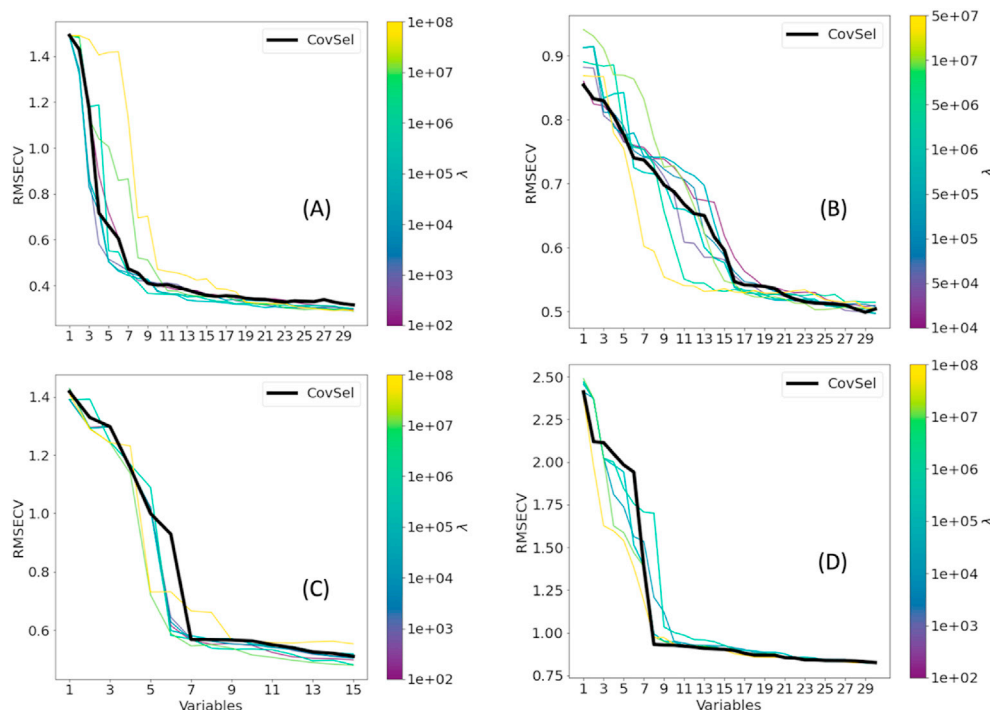 CovSel
1.4
1.2
1.0
0.8
0.6
0.4
RMSECV
(A)
1 3 5 7 9 11 13 15 17 19 21 23 25 27 29
1e+08
1e+07
1e+06
1e+05
1e+04
1e+03
1e+02
λ
CovSel
0.9
0.8
0.7
0.6
0.5
RMSECV
(B)
1 3 5 7 9 11 13 15 17 19 21 23 25 27 29
5e+07
1e+07
5e+06
1e+06
5e+05
1e+05
5e+04
1e+04
λ
CovSel
1.4
1.2
1.0
0.8
0.6
RMSECV
(C)
1 3 5 7 9 11 13 15
Variables
1e+08
1e+07
1e+06
1e+05
1e+04
1e+03
1e+02
λ
CovSel
2.50
2.25
2.00
1.75
1.50
1.25
1.00
0.75
RMSECV
(D)
1 3 5 7 9 11 13 15 17 19 21 23 25 27 29
Variables
1e+08
1e+07
1e+06
1e+05
1e+04
1e+03
1e+02
λ